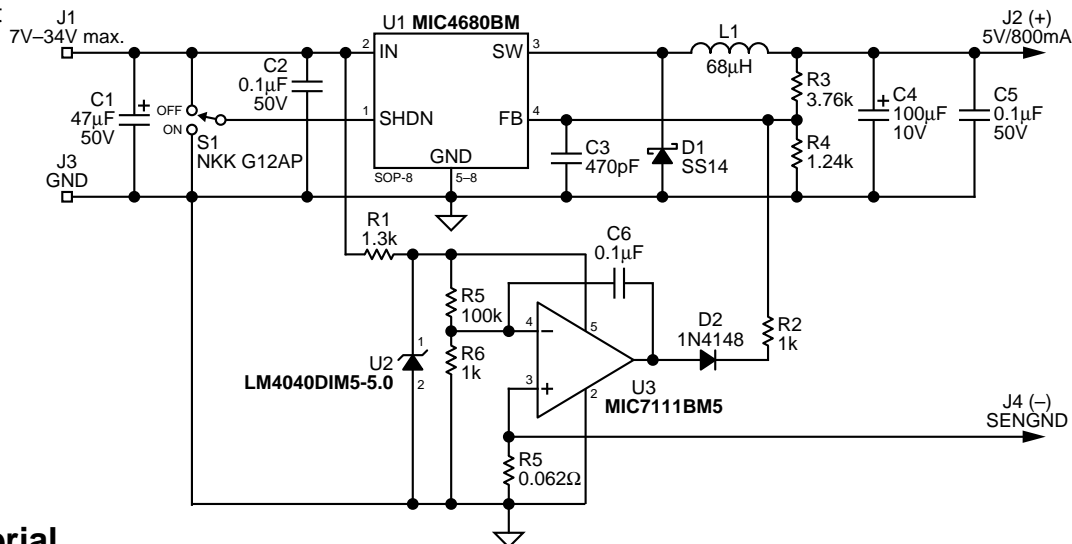 J1
7V–34V max.
U1 MIC4680BM
2
IN
SW
3
L1
68µH
J2 (+)
5V/800mA
C1
47µF
50V
+
OFF
ON
S1
NKK G12AP
C2
0.1µF
50V
1
SHDN
FB
4
GND
SOP-8
5–8
C3
470pF
D1
SS14
R3
3.76k
R4
1.24k
+
C4
100µF
10V
C5
0.1µF
50V
J3
GND
R1
1.3k
C6
0.1µF
R5
100k
R6
1k
1
U2
2
LM4040DIM5-5.0
4
–
5
3
+
2
U3
MIC7111BM5
D2
1N4148
R2
1k
J4 (–)
SENGND
R5
0.062Ω